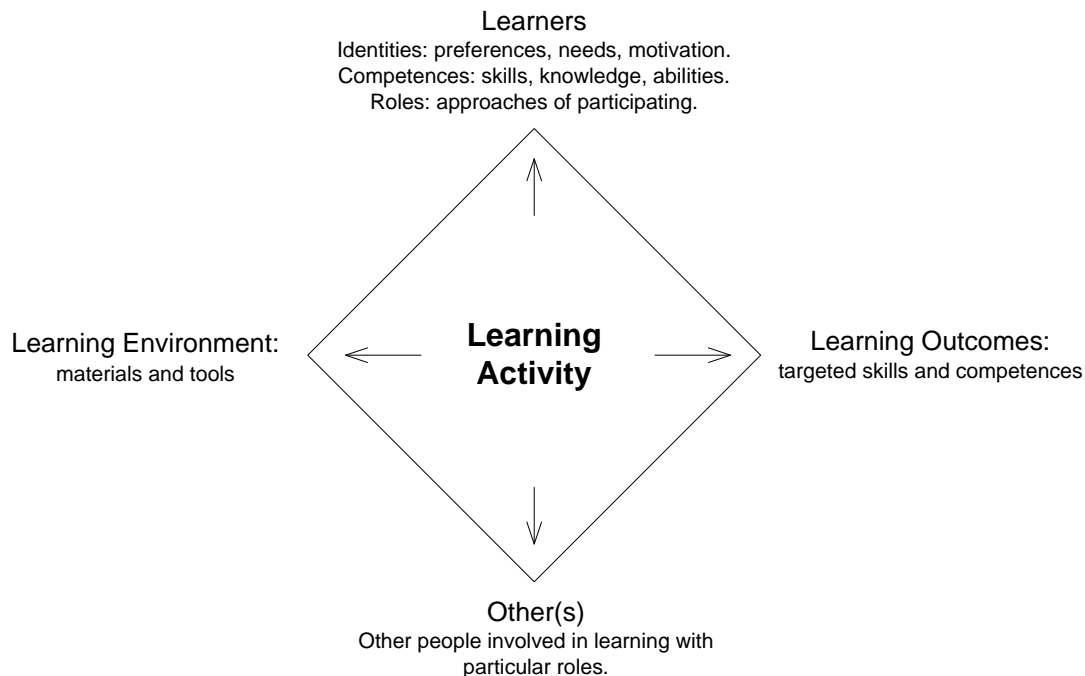 Learners
Identities: preferences, needs, motivation.
Competences: skills, knowledge, abilities.
Roles: approaches of participating.
Learning Environment:
materials and tools
Learning
Activity
Learning Outcomes:
targeted skills and competences
Other(s)
Other people involved in learning with
particular roles.